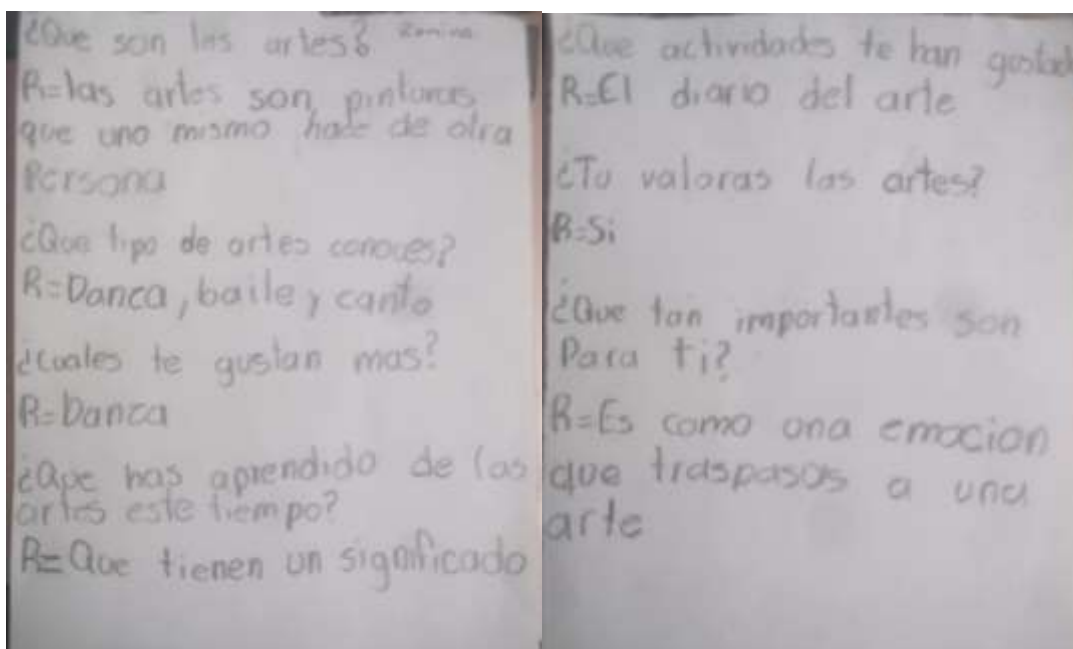 ¿Que son las artes?
R=las artes son pinturas
que uno mismo hace de otra
Persona
¿Que tipo de artes conoces?
R=Danca, baile y canto
¿Cuales te gustan mas?
R=Danza
¿Que has aprendido de las
artes este tiempo?
R=Que tienen un significado
¿Que actividades te han gustado
R=El diario del arte
¿Tu valoras las artes?
R=Si
¿Que tan importantes son
Para ti?
R=Es como una emocion
que traspasas a una
arte